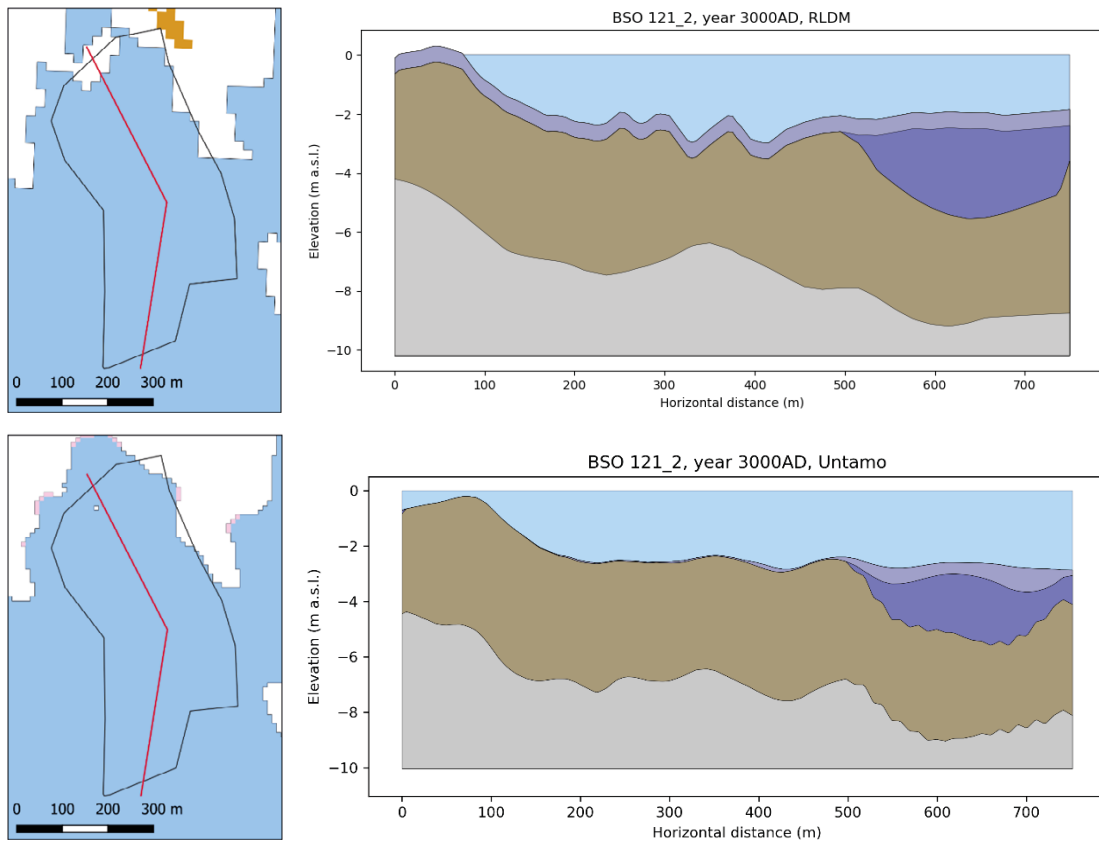 BSO 121_2, year 3000AD, RLDM
0
−2
−4
−6
−8
−10
Elevation (m a.s.l.)
0 100 200 300 400 500 600 700
Horizontal distance (m)
0 100 200 300 m
BSO 121_2, year 3000AD, Untamo
0
−2
−4
−6
−8
−10
Elevation (m a.s.l.)
0 100 200 300 400 500 600 700
Horizontal distance (m)
0 100 200 300 m